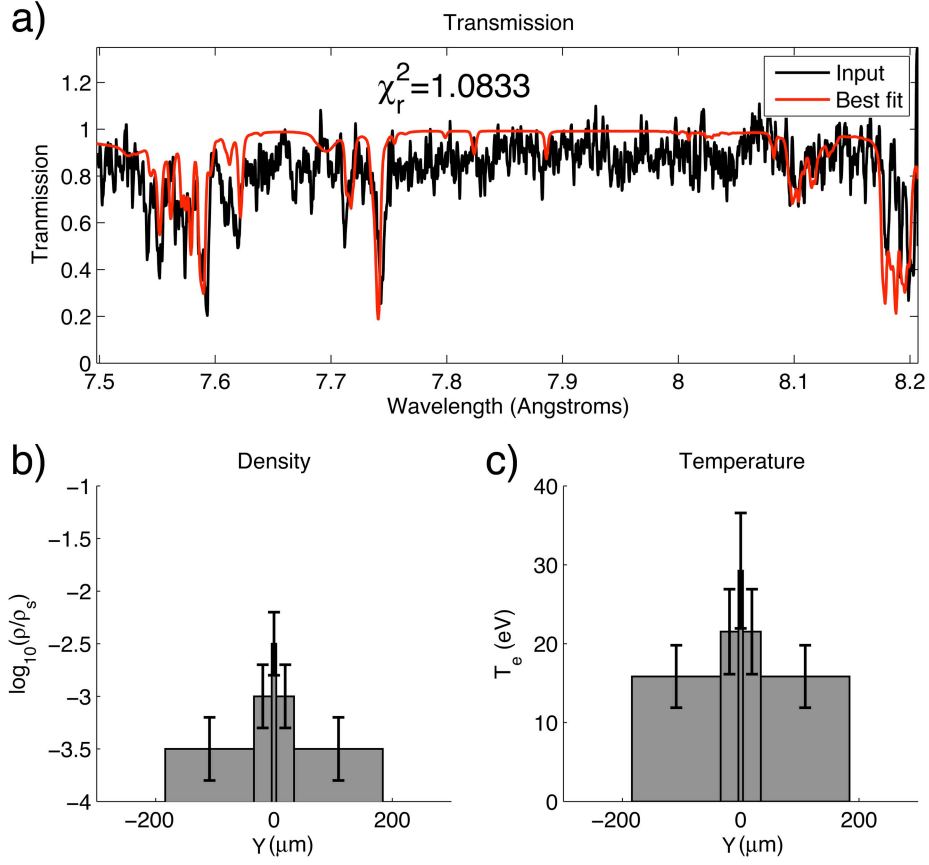 a)
Transmission
χr²=1.0833
Input
Best fit
Tranmission
1.2
1
0.8
0.6
0.4
0.2
0
7.5 7.6 7.7 7.8 7.9 8 8.1 8.2
Wavelength (Angstroms)
b)
Density
log10(ρ/ρs)
−1
−1.5
−2
−2.5
−3
−3.5
−4
−200 0 200
Y (μm)
c)
Temperature
Te (eV)
40
30
20
10
0
−200 0 200
Y (μm)